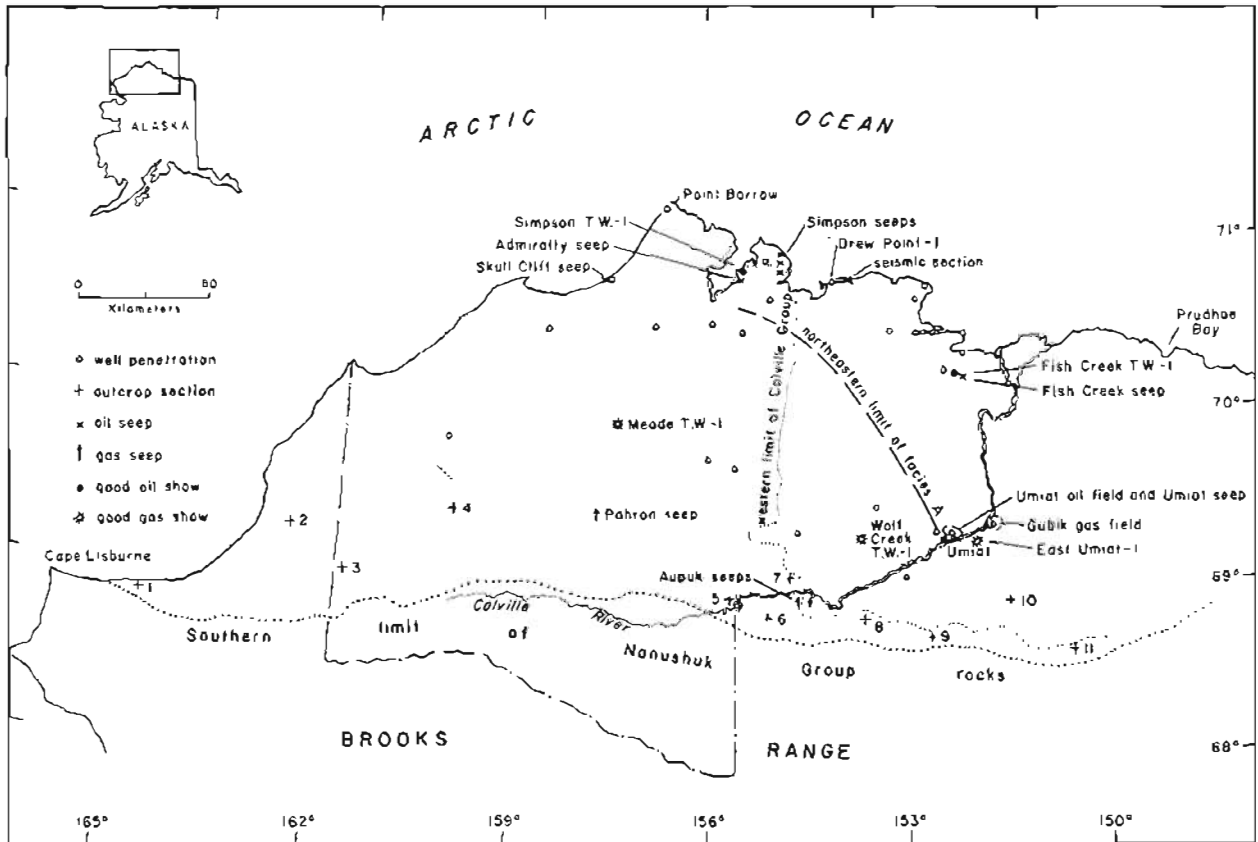 ARCTIC OCEAN
ALASKA
Point Barrow
Simpson T.W.-1
Admiralty seep
Skull Cliff seep
Simpson seeps
Drew Point-1
seismic section
71°
0 80
Kilometers
Prudhoe
Bay
well penetration
outcrop section
oil seep
gas seep
good oil show
good gas show
Fish Creek T.W.-1
Fish Creek seep
70°
western limit of Colville Group
northeastern limit of facies A
Meade T.W.-1
2
4
Pahron seep
Umiat oil field and Umiat seep
Gubik gas field
Wolf
Creek
T.W.-1
Umiat
East Umiat-1
Cape Lisburne
1
3
Aupuk seeps
7
69°
5
6
8
9
10
11
Colville River
Southern limit of Nanushuk Group rocks
BROOKS RANGE
68°
165° 162° 159° 156° 153° 150°